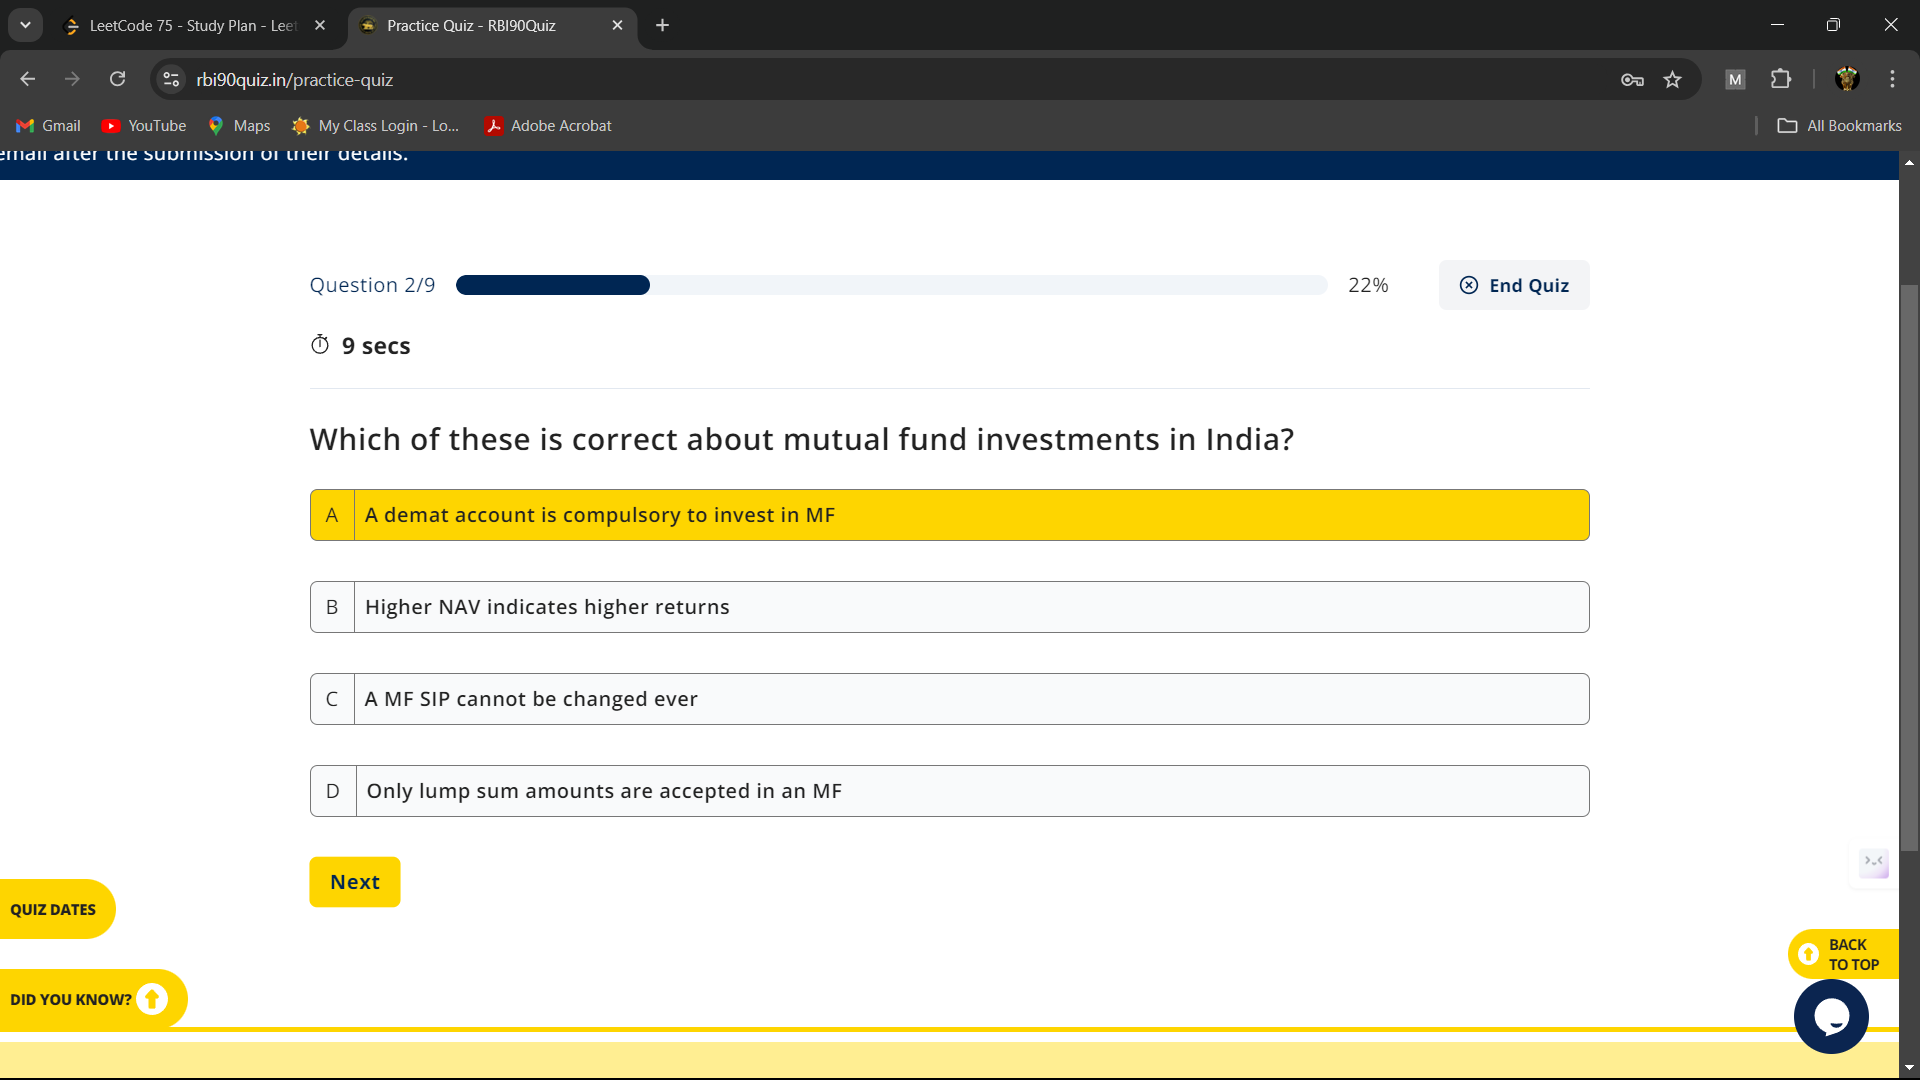 LeetCode 75 - Study Plan - Leet
Practice Quiz - RBI90Quiz
rbi90quiz.in/practice-quiz
M
Gmail
YouTube
Maps
My Class Login - Lo...
Adobe Acrobat
All Bookmarks
email after the submission of their details.
Question 2/9
22%
End Quiz
9 secs
Which of these is correct about mutual fund investments in India?
A A demat account is compulsory to invest in MF
B Higher NAV indicates higher returns
C A MF SIP cannot be changed ever
D Only lump sum amounts are accepted in an MF
Next
QUIZ DATES
DID YOU KNOW?
BACK
TO TOP